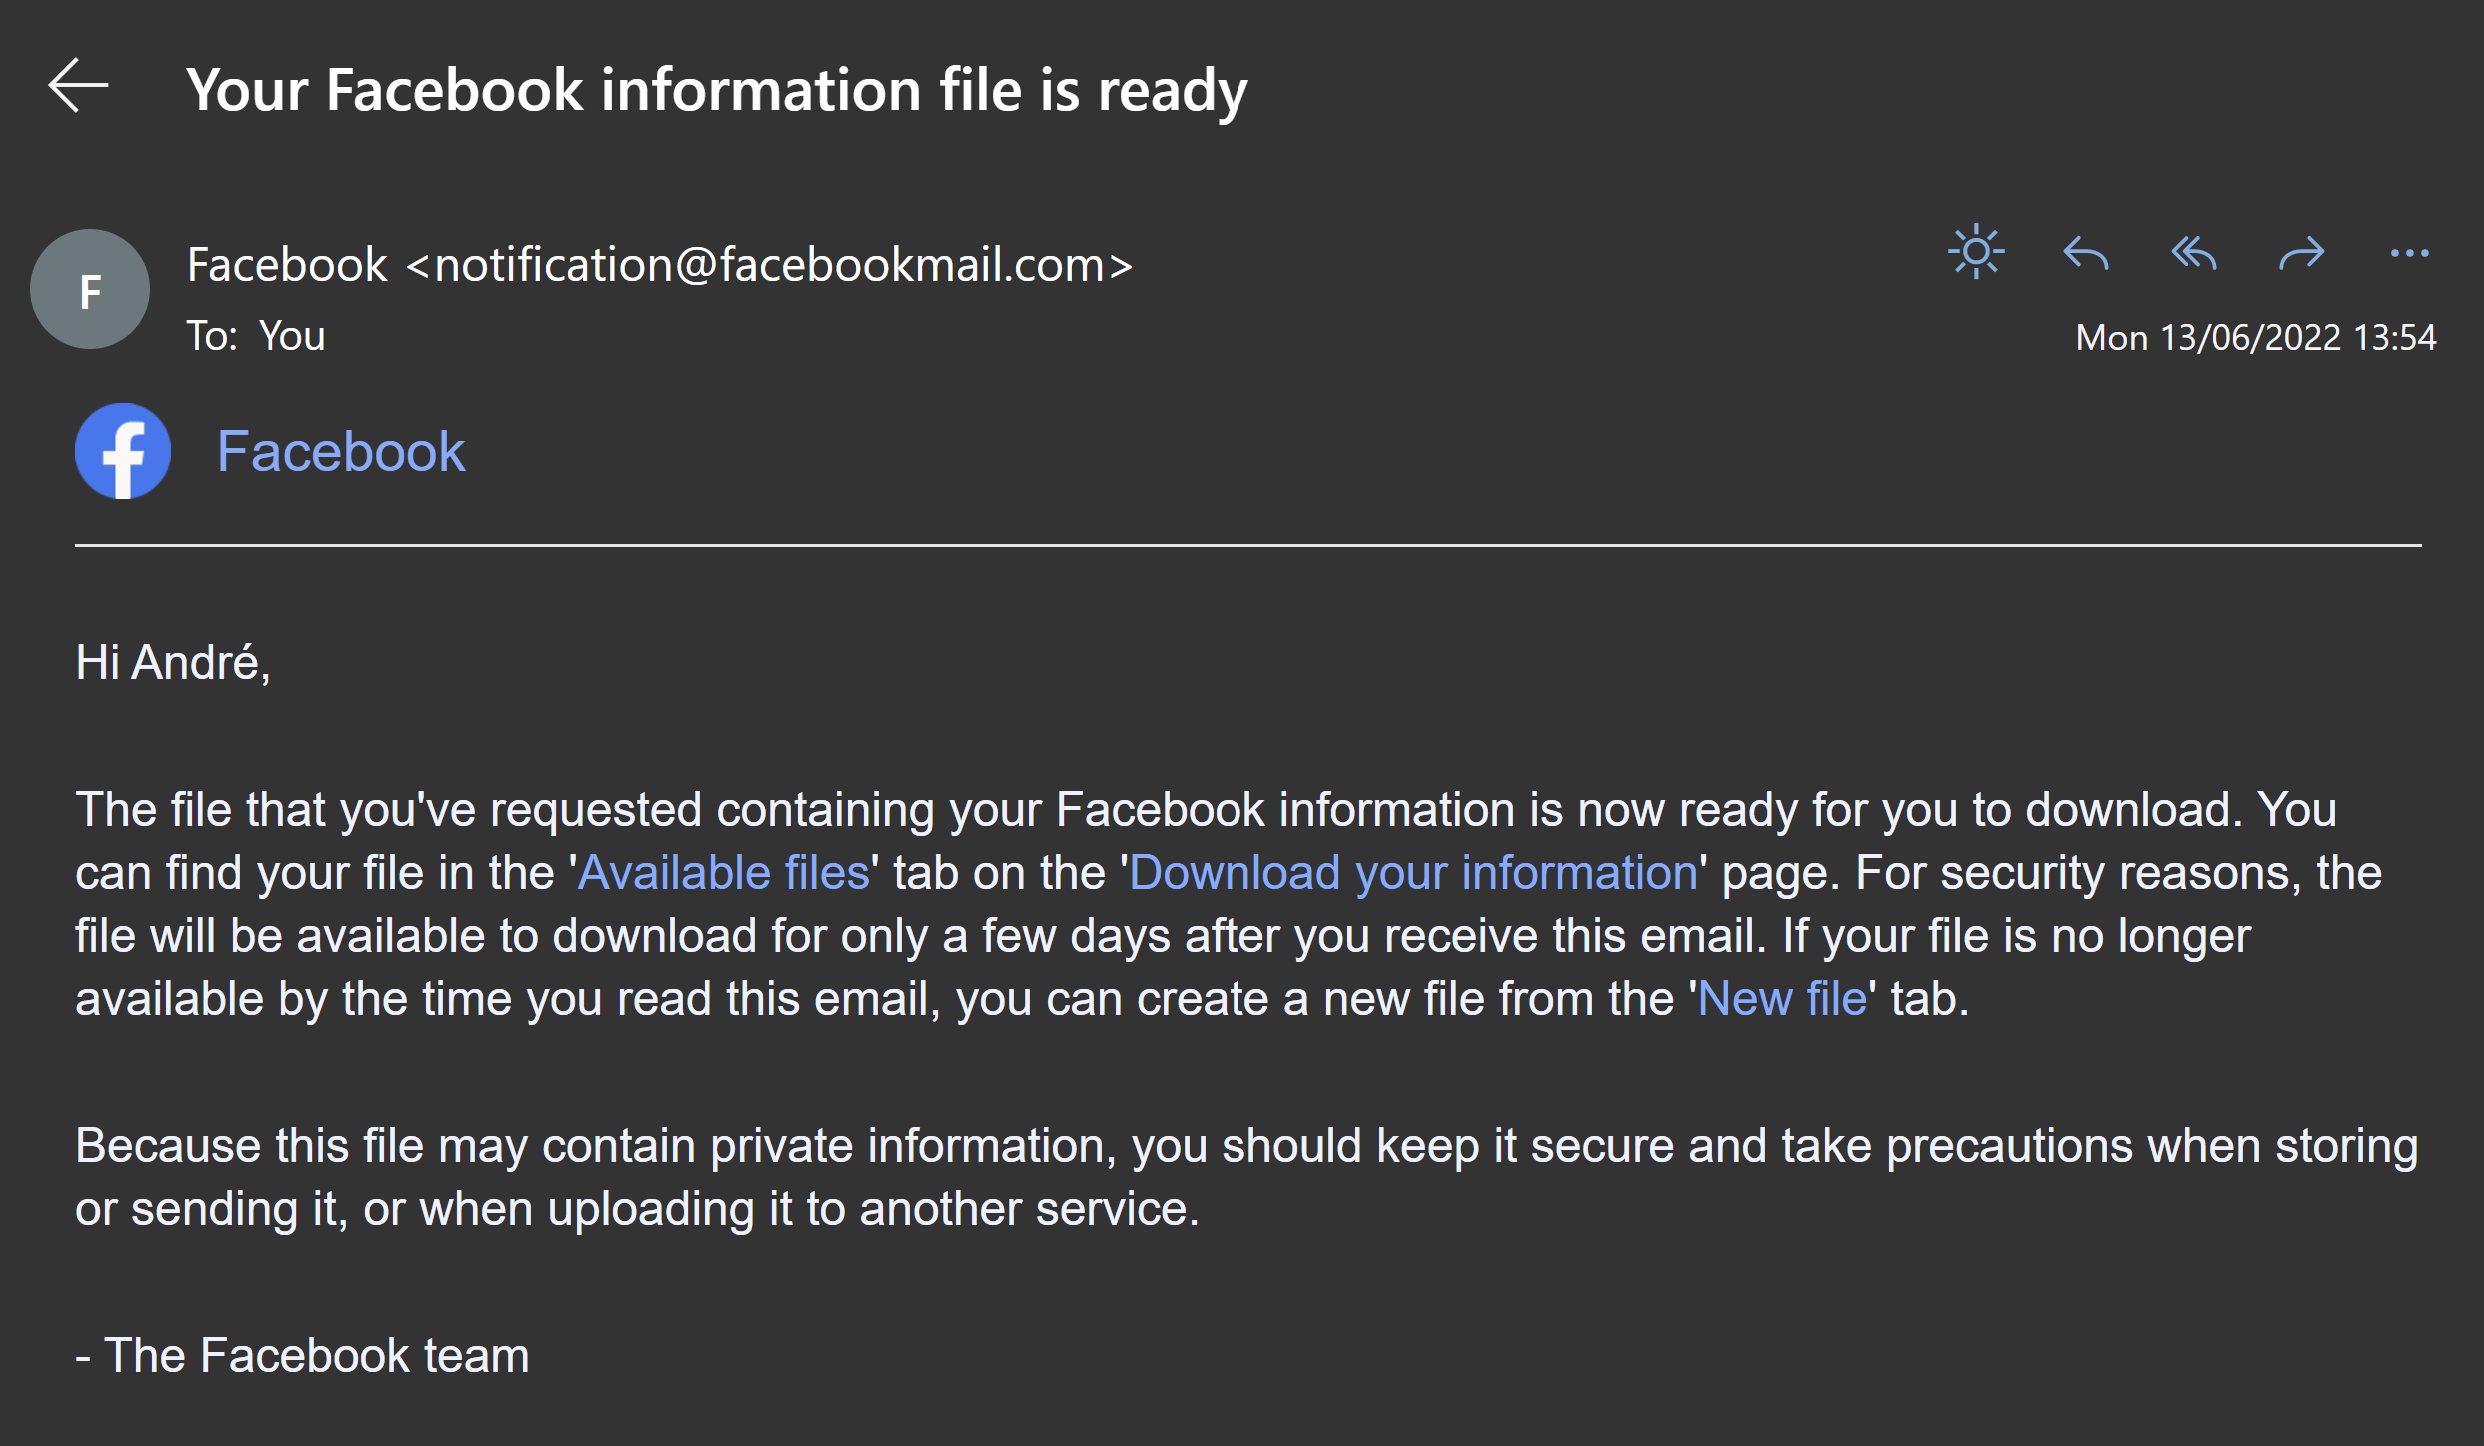 Your Facebook information file is ready
F
Facebook <notification@facebookmail.com>
To: You
Mon 13/06/2022 13:54
Facebook
Hi André,
The file that you've requested containing your Facebook information is now ready for you to download. You
can find your file in the 'Available files' tab on the 'Download your information' page. For security reasons, the
file will be available to download for only a few days after you receive this email. If your file is no longer
available by the time you read this email, you can create a new file from the 'New file' tab.
Because this file may contain private information, you should keep it secure and take precautions when storing
or sending it, or when uploading it to another service.
- The Facebook team